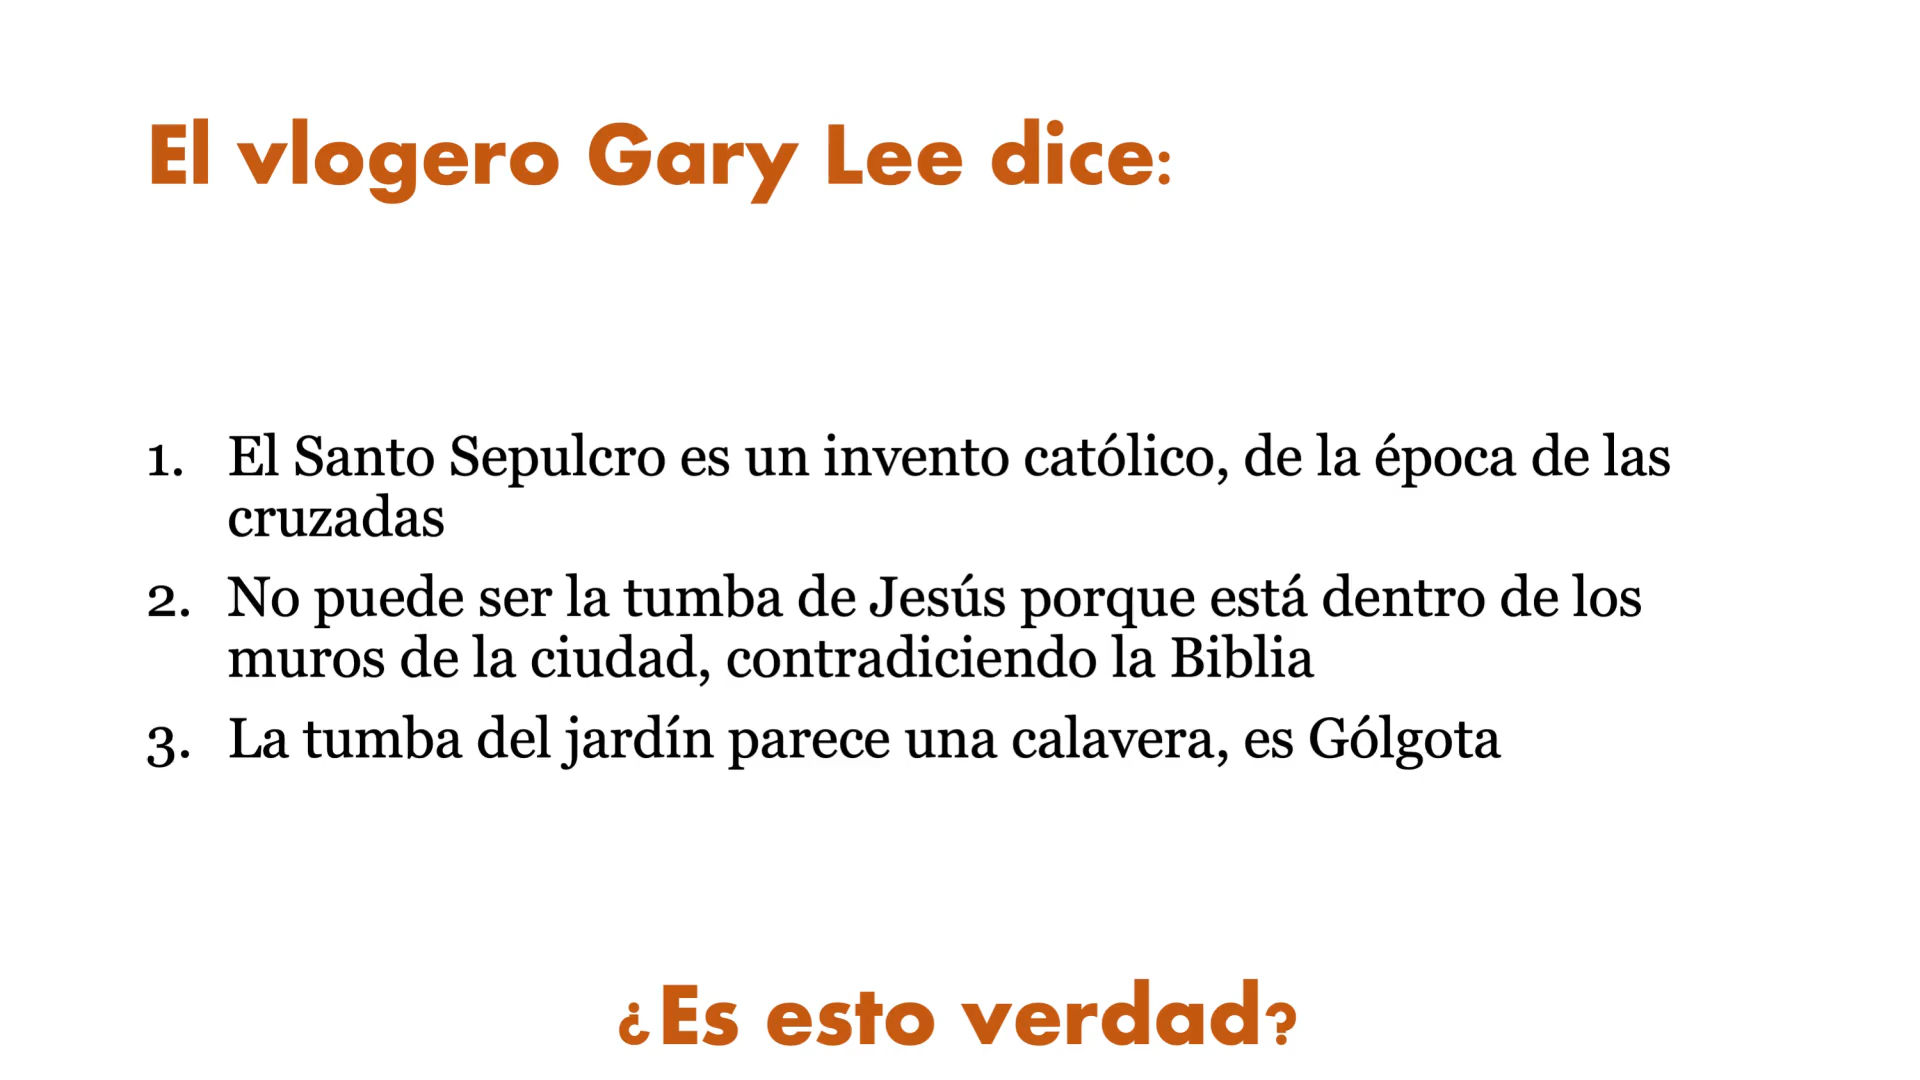 El vlogero Gary Lee dice:
1. El Santo Sepulcro es un invento católico, de la época de las
cruzadas
2. No puede ser la tumba de Jesús porque está dentro de los
muros de la ciudad, contradiciendo la Biblia
3. La tumba del jardín parece una calavera, es Gólgota
¿Es esto verdad?